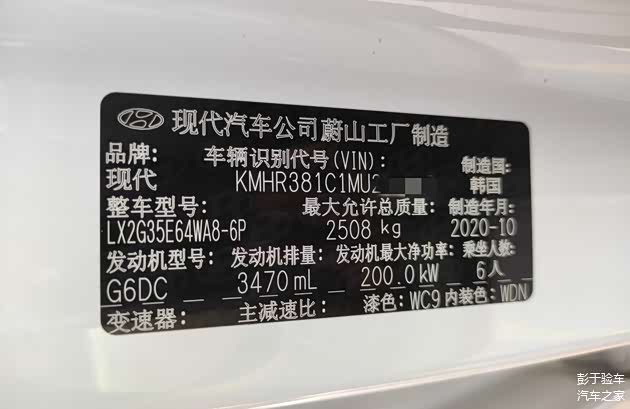 现代汽车公司蔚山工厂制造
品牌: 车辆识别代号(VIN): 制造国:
现代 KMHR381C1MU2 韩国
整车型号: 最大允许总质量: 制造年月:
LX2G35E64WA8-6P 2508 kg 2020-10
发动机型号: 发动机排量: 发动机最大净功率: 乘坐人数:
G6DC 3470 mL 200.0 kW 6人
变速器: 主减速比: 漆色: WC9 内装色: WDN
彭于验车
汽车之家